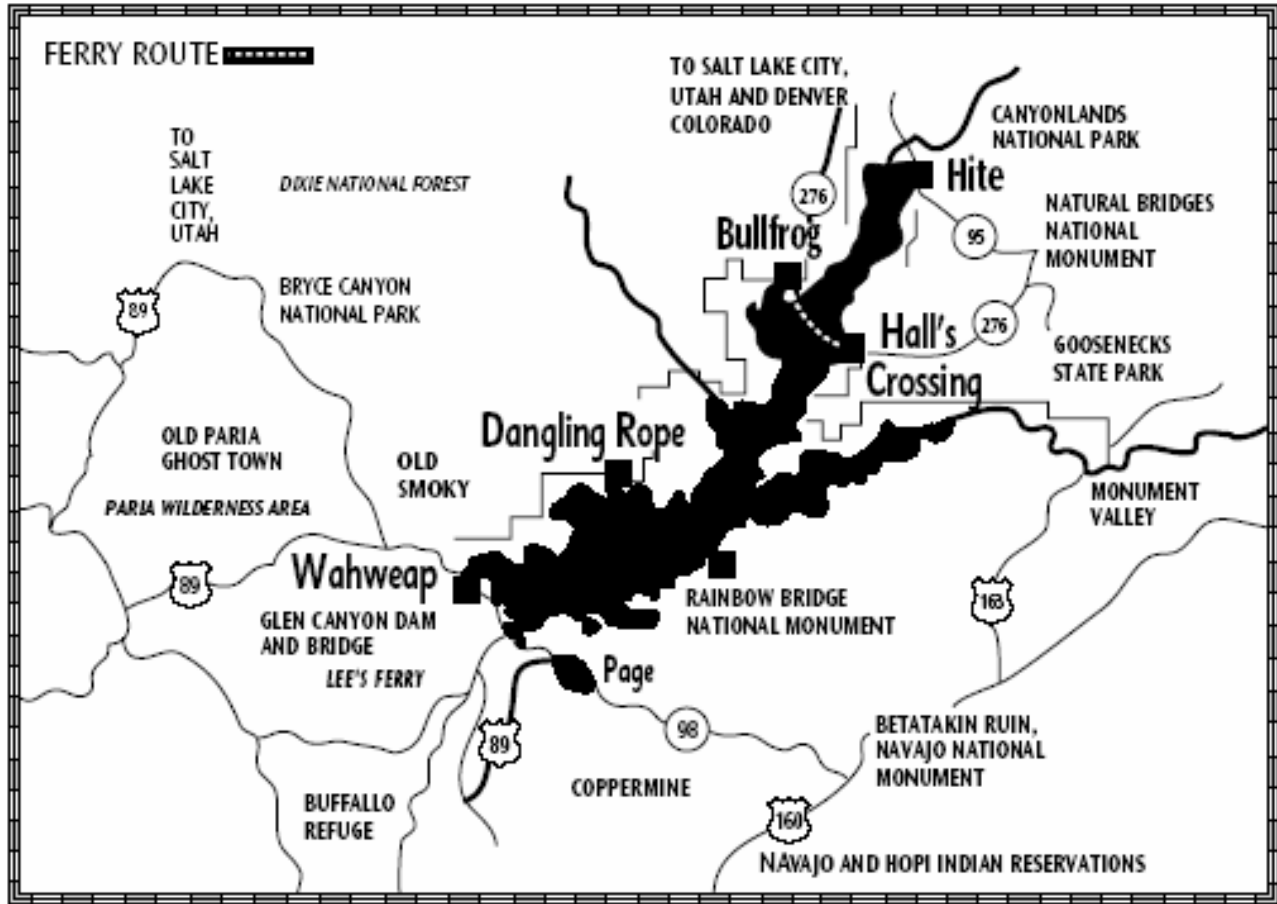 FERRY ROUTE
TO SALT LAKE CITY,
UTAH AND DENVER
COLORADO
CANYONLANDS
NATIONAL PARK
TO
SALT
LAKE
CITY,
UTAH
DIXIE NATIONAL FOREST
276
Hite
NATURAL BRIDGES
NATIONAL
MONUMENT
Bullfrog
95
89
BRYCE CANYON
NATIONAL PARK
276
Hall's
Crossing
GOOSENECKS
STATE PARK
Dangling Rope
OLD PARIA
GHOST TOWN
OLD
SMOKY
PARIA WILDERNESS AREA
MONUMENT
VALLEY
Wahweap
89
RAINBOW BRIDGE
NATIONAL MONUMENT
163
GLEN CANYON DAM
AND BRIDGE
LEE'S FERRY
Page
89
98
BETATAKIN RUIN,
NAVAJO NATIONAL
MONUMENT
COPPERMINE
BUFFALLO
REFUGE
160
NAVAJO AND HOPI INDIAN RESERVATIONS